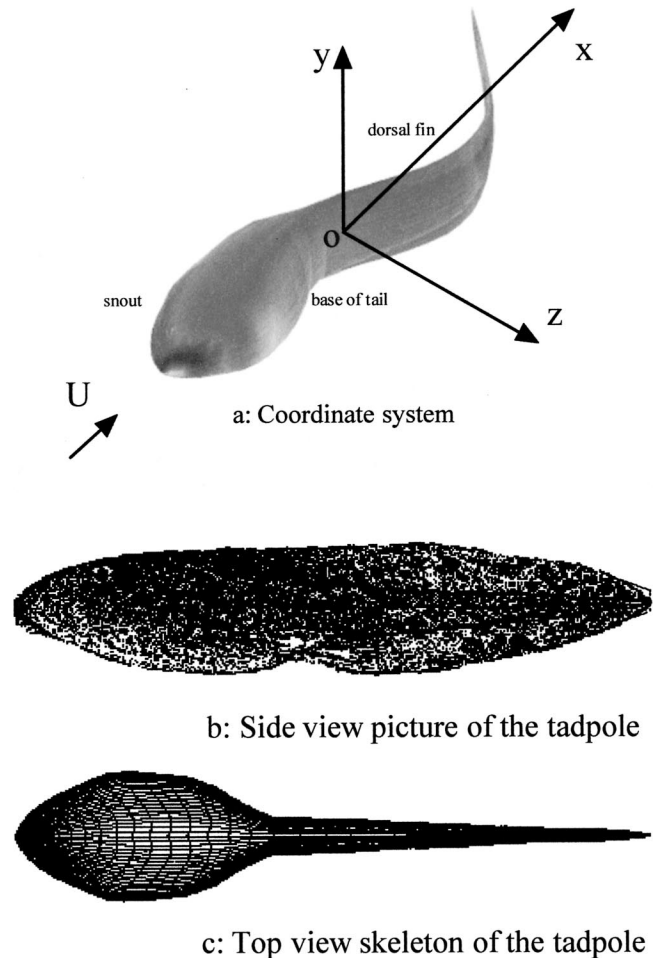 y
x
dorsal fin
o
snout
base of tail
z
U
a: Coordinate system
b: Side view picture of the tadpole
c: Top view skeleton of the tadpole